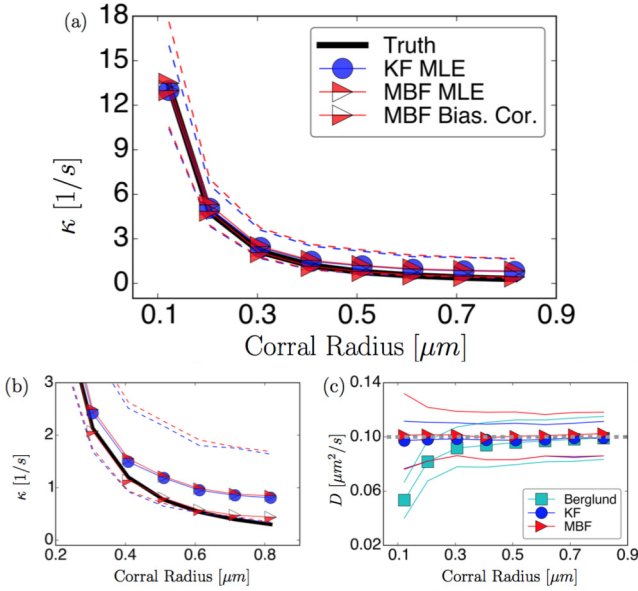 (a)
18
15
12
9
6
3
0
κ [1/s]
Truth
KF MLE
MBF MLE
MBF Bias. Cor.
0.1 0.3 0.5 0.7 0.9
Corral Radius [μm]
(b)
3
2
1
0
κ [1/s]
0.2 0.4 0.6 0.8
Corral Radius [μm]
(c)
0.14
0.10
0.06
0.02
D [μm²/s]
Berglund
KF
MBF
0.1 0.3 0.5 0.7 0.9
Corral Radius [μm]